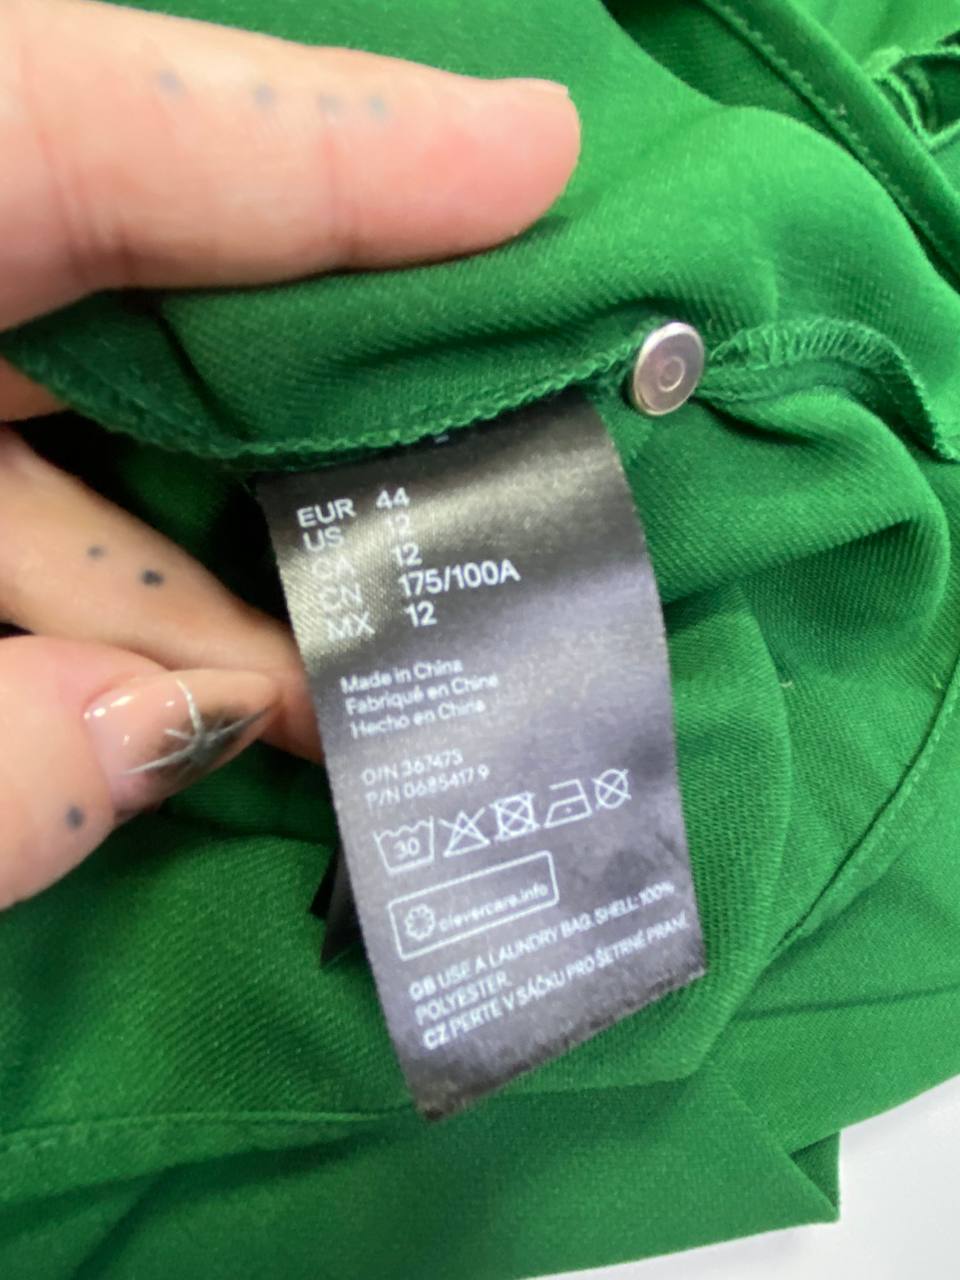 EUR 44
US 12
CA 12
CN 175/100A
MX 12
Made in China
Fabriqué en China
Hecho en China
O/N 367473
P/N 0685417 9
30
clevercare.info
GB USE A LAUNDRY BAG. SHELL: 100%
POLYESTER.
CZ PERTE V SÁČKU PRO ŠETRNÉ PRANÍ.